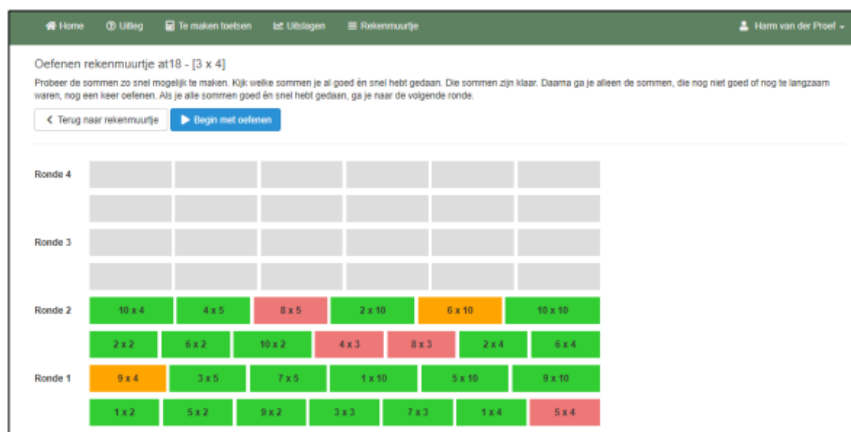 Home Uitleg Te maken toetsen Uitslagen Rekenmuurtje Harm van der Proef
Oefenen rekenmuurtje at18 - [3 x 4]
Probeer de sommen zo snel mogelijk te maken. Kijk welke sommen je al goed én snel hebt gedaan. Die sommen zijn klaar. Daarna ga je alleen de sommen, die nog niet goed of nog te langzaam
waren, nog een keer oefenen. Als je alle sommen goed én snel hebt gedaan, ga je naar de volgende ronde.
Terug naar rekenmuurtje Begin met oefenen
Ronde 4
Ronde 3
Ronde 2 10 x 4 4 x 5 8 x 5 2 x 10 6 x 10 10 x 10
2 x 2 6 x 2 10 x 2 4 x 3 8 x 3 2 x 4 6 x 4
Ronde 1 9 x 4 3 x 5 7 x 5 1 x 10 5 x 10 9 x 10
1 x 2 5 x 2 9 x 2 3 x 3 7 x 3 1 x 4 5 x 4